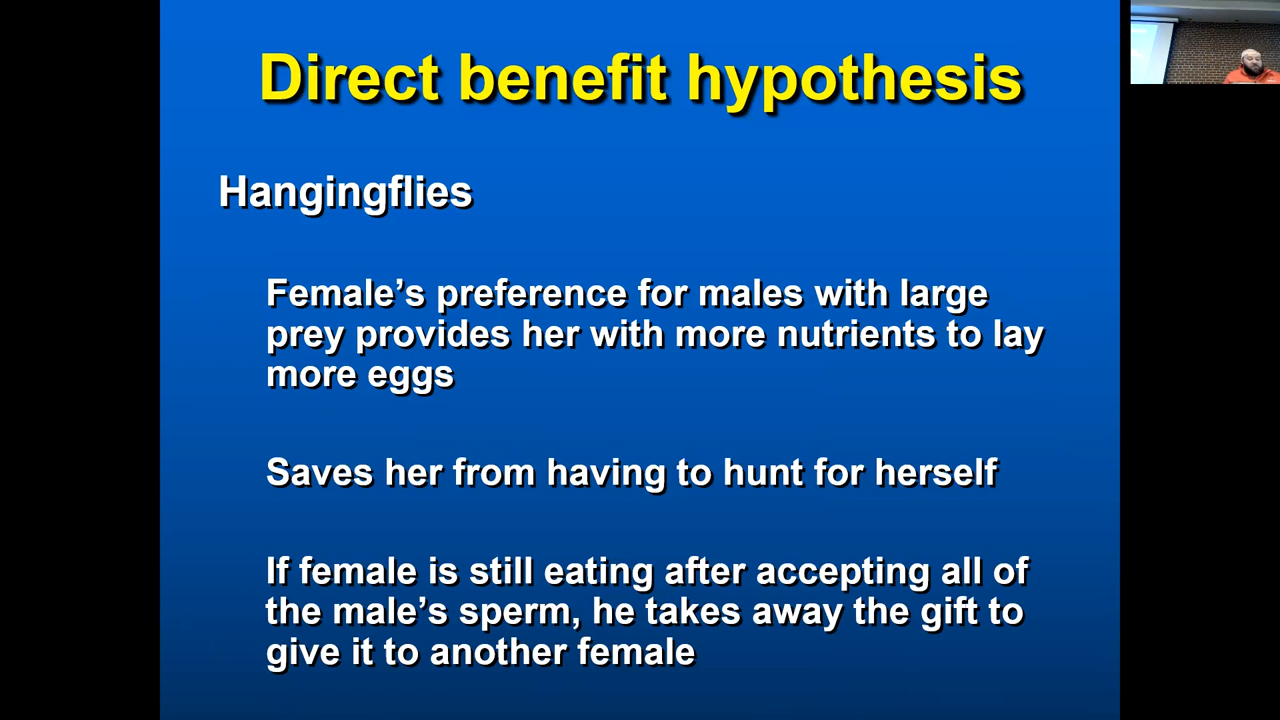 Direct benefit hypothesis
Hangingflies
Female’s preference for males with large
prey provides her with more nutrients to lay
more eggs
Saves her from having to hunt for herself
If female is still eating after accepting all of
the male’s sperm, he takes away the gift to
give it to another female